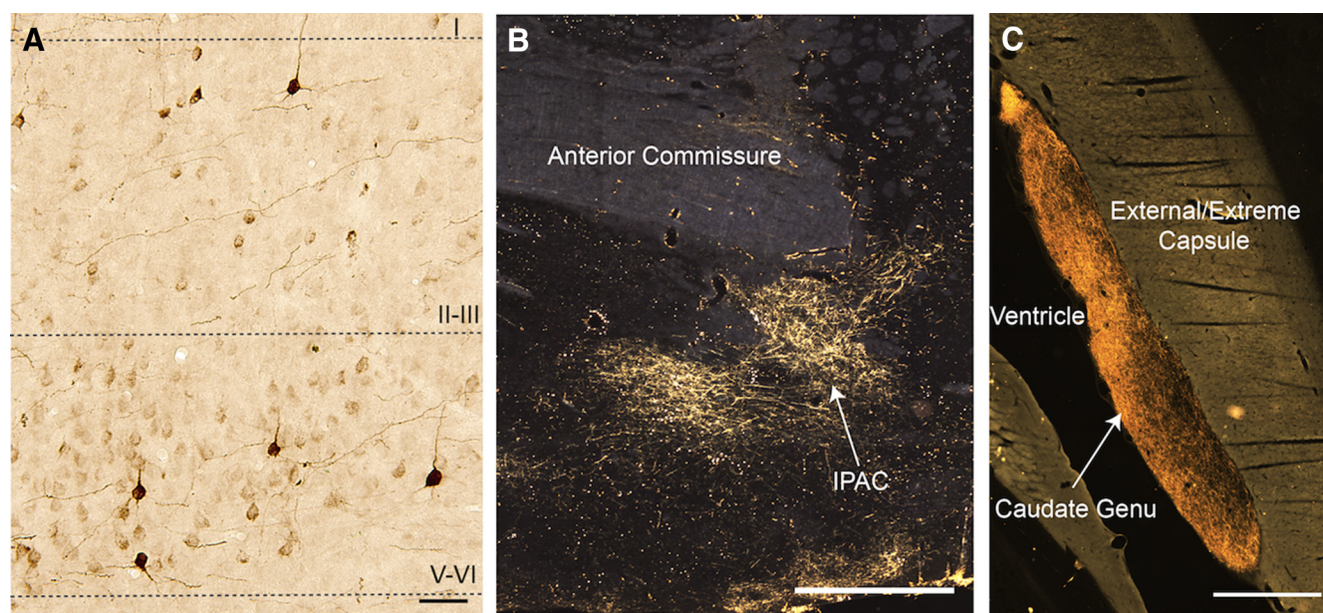 A
I
II-III
V-VI
B
Anterior Commissure
IPAC
C
External/Extreme
Capsule
Ventricle
Caudate Genu